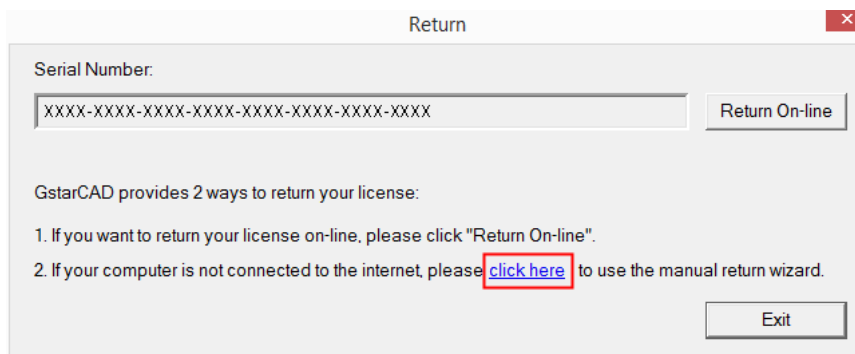 Return
Serial Number:
XXXX-XXXX-XXXX-XXXX-XXXX-XXXX-XXXX-XXXX
Return On-line
GstarCAD provides 2 ways to return your license:
1. If you want to return your license on-line, please click "Return On-line".
2. If your computer is not connected to the internet, please click here to use the manual return wizard.
Exit